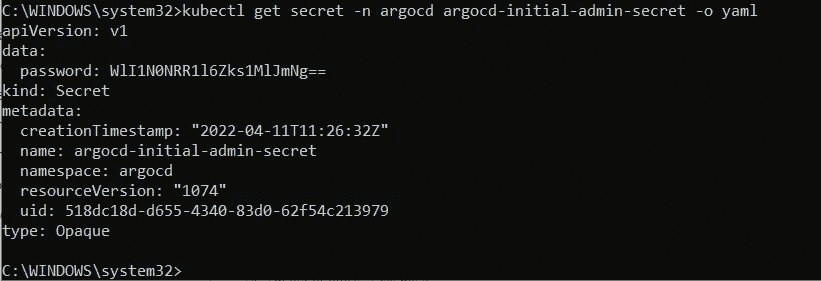 C:\WINDOWS\system32>kubectl get secret -n argocd argocd-initial-admin-secret -o yaml
apiVersion: v1
data:
  password: WlI1N0NRR1l6Zks1MlJmNg==
kind: Secret
metadata:
  creationTimestamp: "2022-04-11T11:26:32Z"
  name: argocd-initial-admin-secret
  namespace: argocd
  resourceVersion: "1074"
  uid: 518dc18d-d655-4340-83d0-62f54c213979
type: Opaque
C:\WINDOWS\system32>